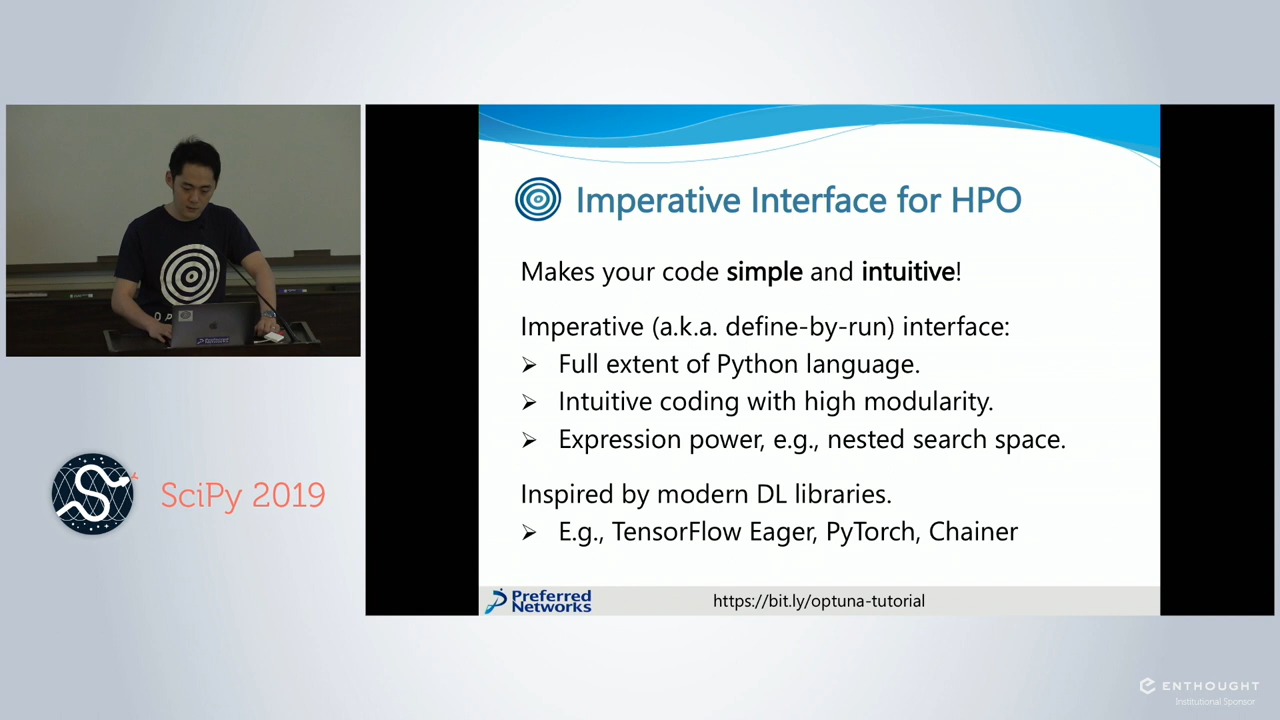 Imperative Interface for HPO
Makes your code simple and intuitive!
Imperative (a.k.a. define-by-run) interface:
➢ Full extent of Python language.
➢ Intuitive coding with high modularity.
➢ Expression power, e.g., nested search space.
Inspired by modern DL libraries.
➢ E.g., TensorFlow Eager, PyTorch, Chainer
Preferred
Networks
https://bit.ly/optuna-tutorial
O P
Preferred
Networks
SciPy 2019
ENTHOUGHT
Institutional Sponsor